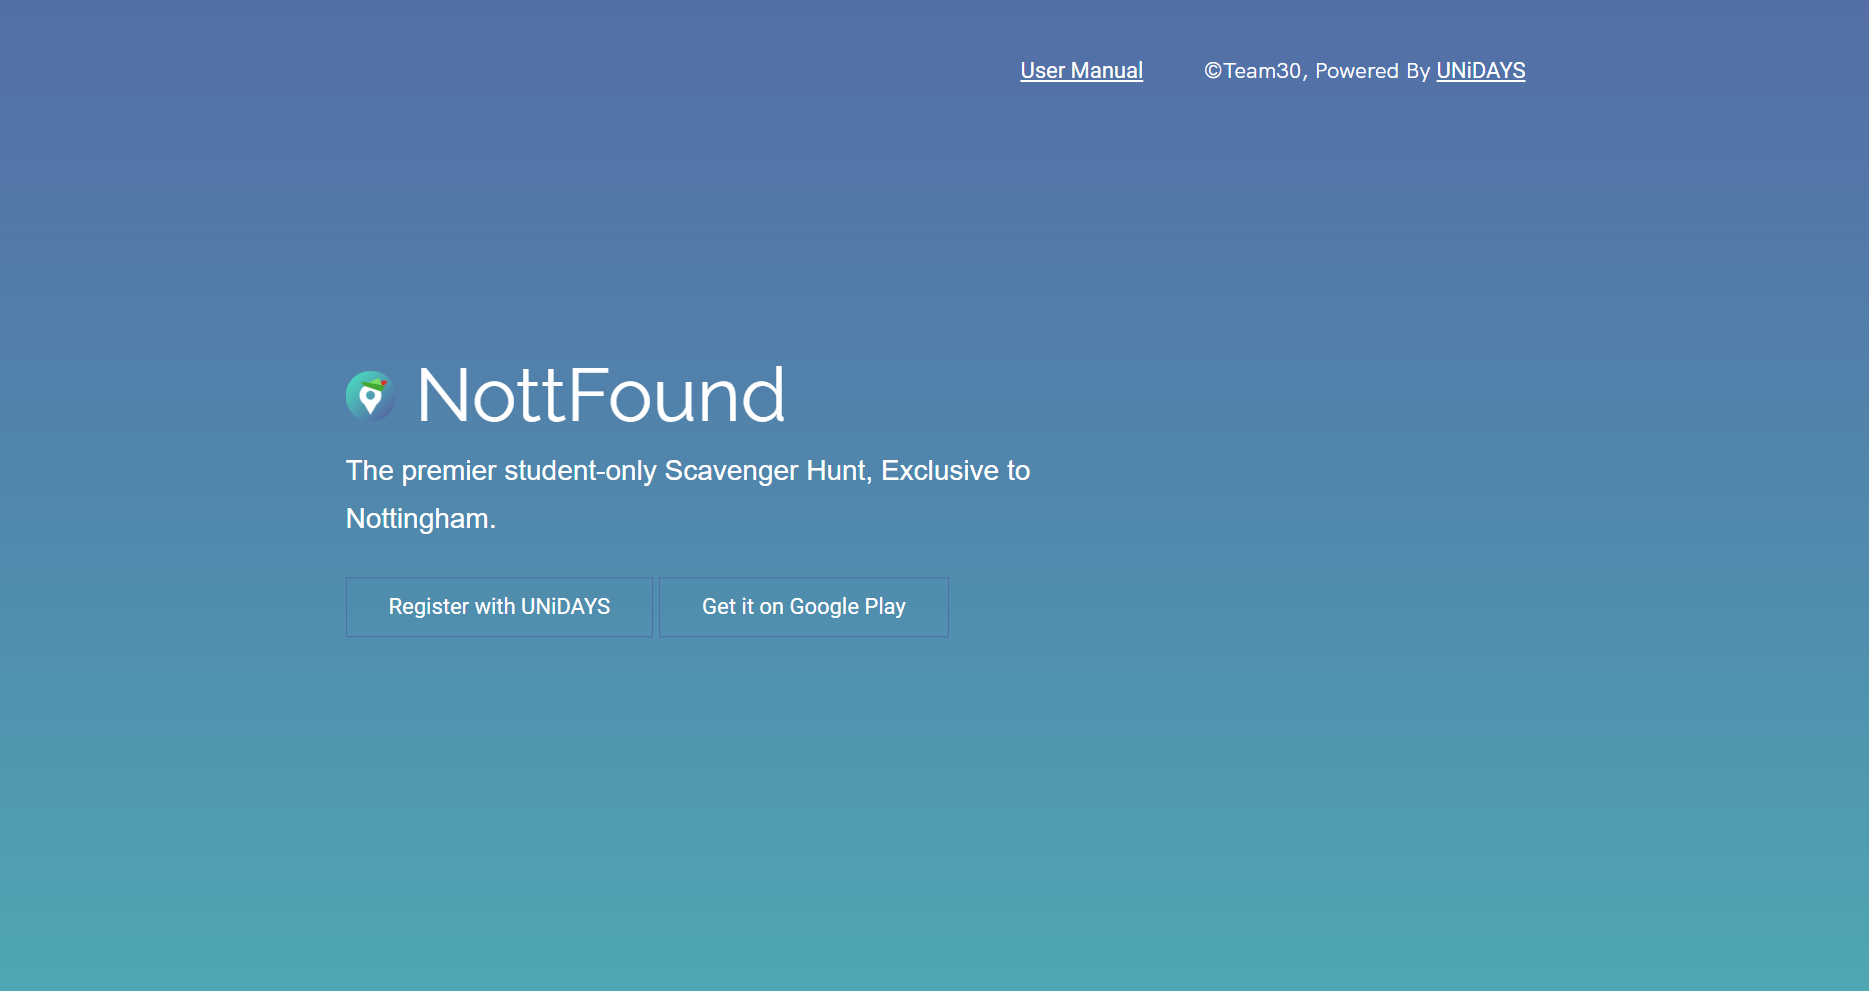 User Manual ©Team30, Powered By UNiDAYS
NottFound
The premier student-only Scavenger Hunt, Exclusive to
Nottingham.
Register with UNiDAYS Get it on Google Play